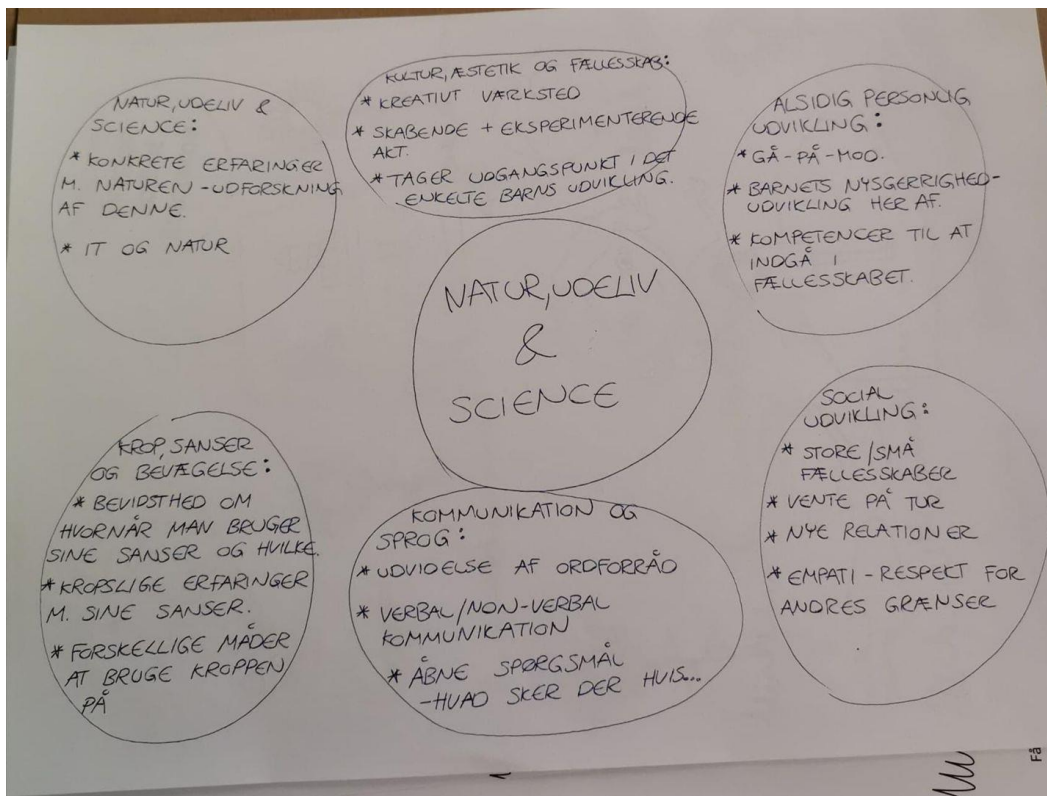 NATUR, UDELIV &
SCIENCE:
* KONKRETE ERFARINGER
M. NATUREN - UDFORSKNING
AF DENNE.
* IT OG NATUR
KULTUR, ÆSTETIK OG FÆLLESSKAB:
* KREATIVT VÆRKSTED
* SKABENDE + EKSPERIMENTERENDE
AKT.
* TAGER UDGANGSPUNKT I DET
ENKELTE BARNS UDVIKLING.
ALSIDIG PERSONLIG
UDVIKLING:
* GÅ-PÅ-MOD.
* BARNETS NYSGERRIGHED-
UDVIKLING HER AF.
* KOMPETENCER TIL AT
INDGÅ I
FÆLLESSKABET.
NATUR, UDELIV
&
SCIENCE
KROP, SANSER
OG BEVÆGELSE:
* BEVIDSTHED OM
HVORNÅR MAN BRUGER
SINE SANSER OG HVILKE.
* KROPSLIGE ERFARINGER
M. SINE SANSER.
* FORSKELLIGE MÅDER
AT BRUGE KROPPEN
PÅ
KOMMUNIKATION OG
SPROG:
* UDVIDELSE AF ORDFORRÅD
* VERBAL/NON-VERBAL
KOMMUNIKATION
* ÅBNE SPØRGSMÅL
- HVAD SKER DER HVIS...
SOCIAL
UDVIKLING:
* STORE/SMÅ
FÆLLESSKABER
* VENTE PÅ TUR
* NYE RELATIONER
* EMPATI - RESPEKT FOR
ANDRES GRÆNSER
Få